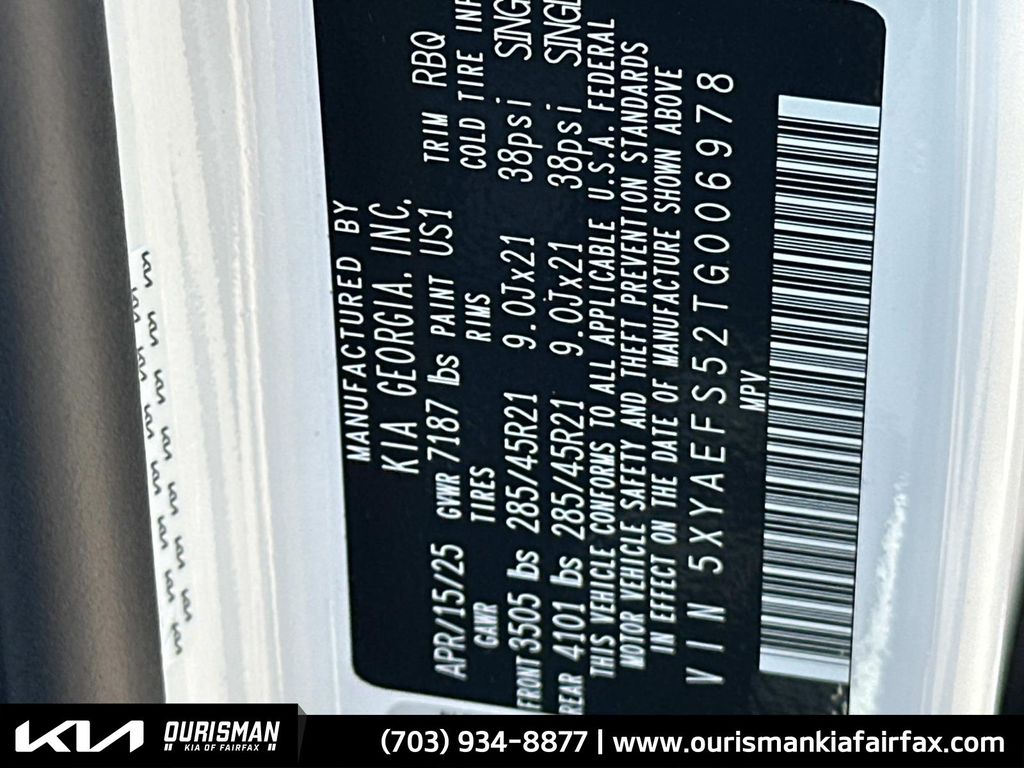 MANUFACTURED BY
KIA GEORGIA, INC.
APR/15/25 GVWR 7187 lbs PAINT US1 TRIM RBQ
GAWR TIRES RIMS COLD TIRE
FRONT 3505 lbs 285/45R21 9.0Jx21 38psi
REAR 4101 lbs 285/45R21 9.0Jx21 38psi
THIS VEHICLE CONFORMS TO ALL APPLICABLE U.S.A. FEDERAL
MOTOR VEHICLE SAFETY AND THEFT PREVENTION STANDARDS
IN EFFECT ON THE DATE OF MANUFACTURE SHOWN ABOVE
VIN 5XYAEFS52TG006978
MPV
KIA OURISMAN
KIA OF FAIRFAX
(703) 934-8877 | www.ourismankiafairfax.com